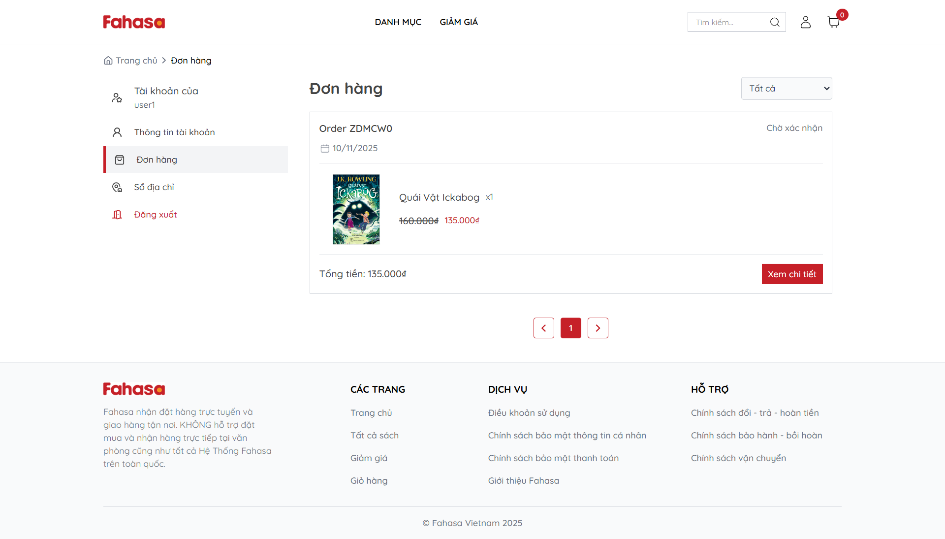 Fahasa
DANH MỤC
GIẢM GIÁ
Tìm kiếm...
0
Trang chủ > Đơn hàng
Tài khoản của
user1
Thông tin tài khoản
Đơn hàng
Sổ địa chỉ
Đăng xuất
Đơn hàng
Tất cả
Order ZDMCW0
Chờ xác nhận
10/11/2025
J.K. ROWLING
QUÁI VẬT
ICKABOG
Quái Vật Ickabog x1
160.000₫ 135.000₫
Tổng tiền: 135.000₫
Xem chi tiết
1
Fahasa
Fahasa nhận đặt hàng trực tuyến và
giao hàng tận nơi. KHÔNG hỗ trợ đặt
mua và nhận hàng trực tiếp tại văn
phòng cũng như tất cả Hệ Thống Fahasa
trên toàn quốc.
CÁC TRANG
Trang chủ
Tất cả sách
Giảm giá
Giỏ hàng
DỊCH VỤ
Điều khoản sử dụng
Chính sách bảo mật thông tin cá nhân
Chính sách bảo mật thanh toán
Giới thiệu Fahasa
HỖ TRỢ
Chính sách đổi - trả - hoàn tiền
Chính sách bảo hành - bồi hoàn
Chính sách vận chuyển
© Fahasa Vietnam 2025